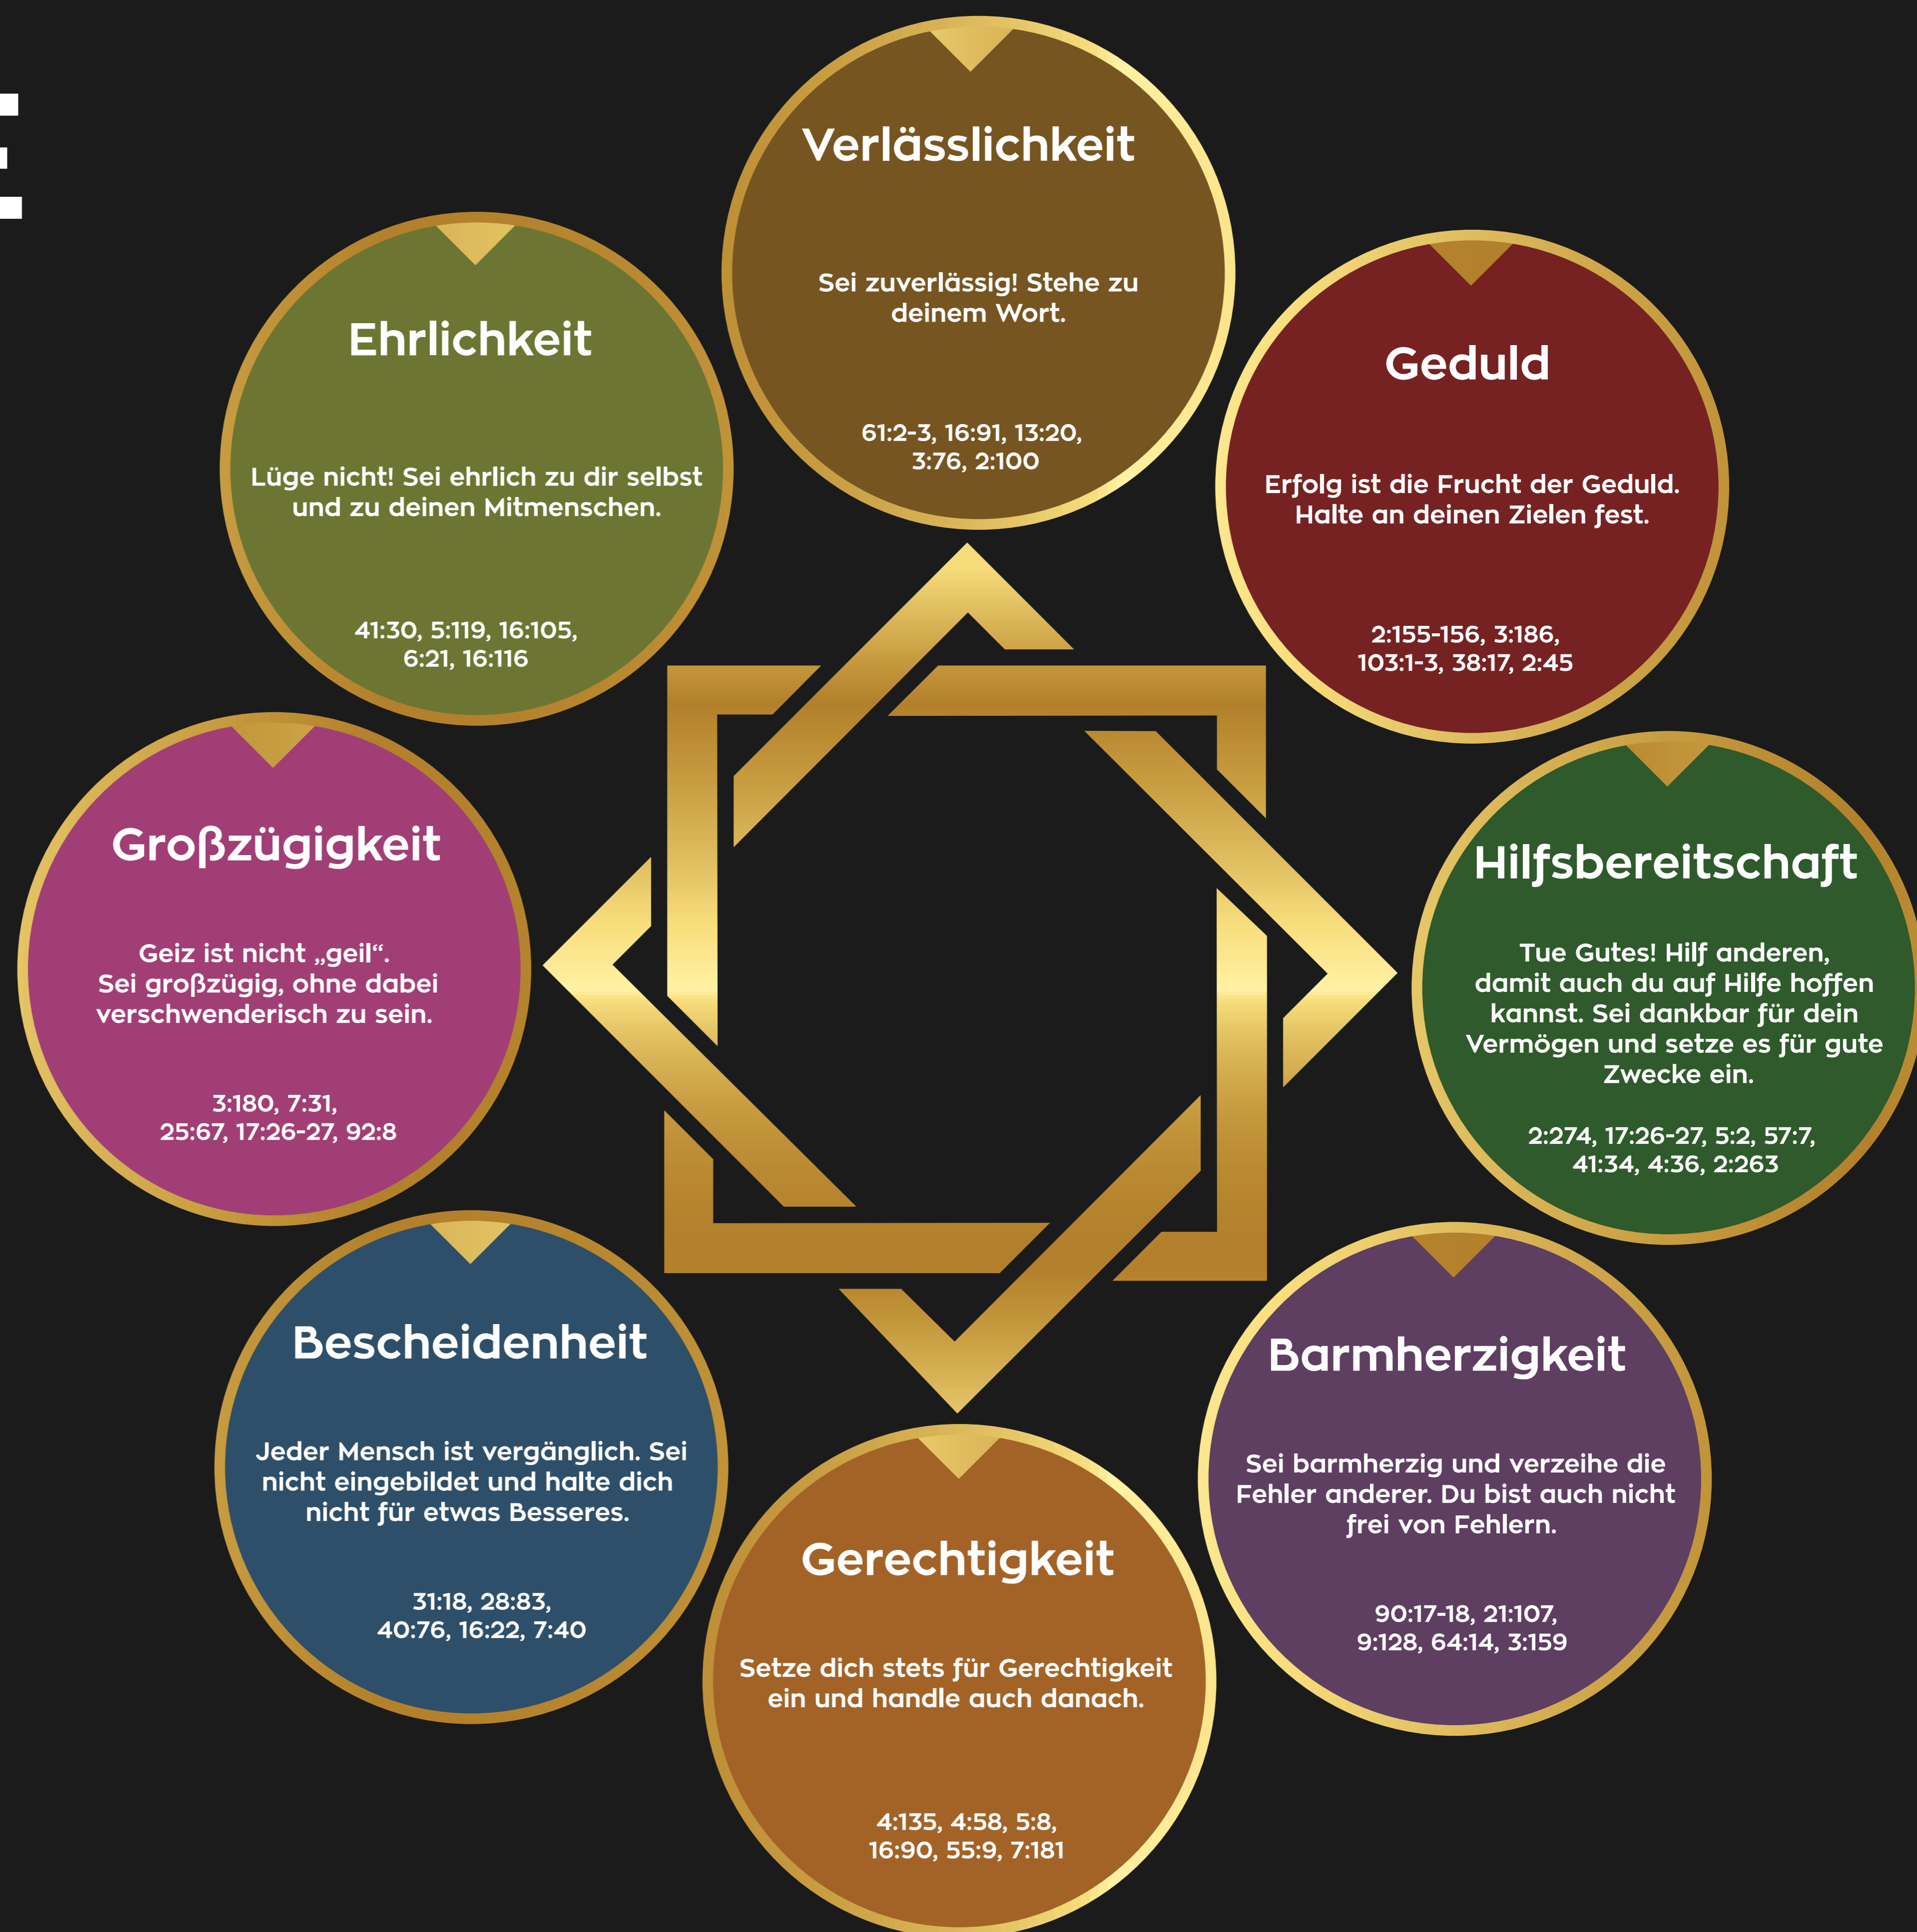 E
Verlässlichkeit
Sei zuverlässig! Stehe zu
deinem Wort.
61:2-3, 16:91, 13:20,
3:76, 2:100
Ehrlichkeit
Lüge nicht! Sei ehrlich zu dir selbst
und zu deinen Mitmenschen.
41:30, 5:119, 16:105,
6:21, 16:116
Geduld
Erfolg ist die Frucht der Geduld.
Halte an deinen Zielen fest.
2:155-156, 3:186,
103:1-3, 38:17, 2:45
Großzügigkeit
Geiz ist nicht „geil“.
Sei großzügig, ohne dabei
verschwenderisch zu sein.
3:180, 7:31,
25:67, 17:26-27, 92:8
Hilfsbereitschaft
Tue Gutes! Hilf anderen,
damit auch du auf Hilfe hoffen
kannst. Sei dankbar für dein
Vermögen und setze es für gute
Zwecke ein.
2:274, 17:26-27, 5:2, 57:7,
41:34, 4:36, 2:263
Bescheidenheit
Jeder Mensch ist vergänglich. Sei
nicht eingebildet und halte dich
nicht für etwas Besseres.
31:18, 28:83,
40:76, 16:22, 7:40
Barmherzigkeit
Sei barmherzig und verzeihe die
Fehler anderer. Du bist auch nicht
frei von Fehlern.
90:17-18, 21:107,
9:128, 64:14, 3:159
Gerechtigkeit
Setze dich stets für Gerechtigkeit
ein und handle auch danach.
4:135, 4:58, 5:8,
16:90, 55:9, 7:181